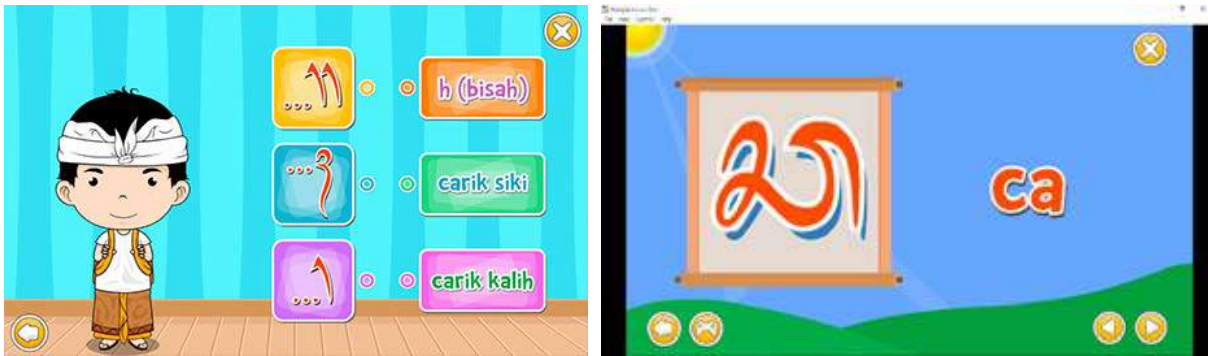 ...᭟ h (bisah)
...ᬄ carik siki
...᭞ carik kalih
ᬘ ca